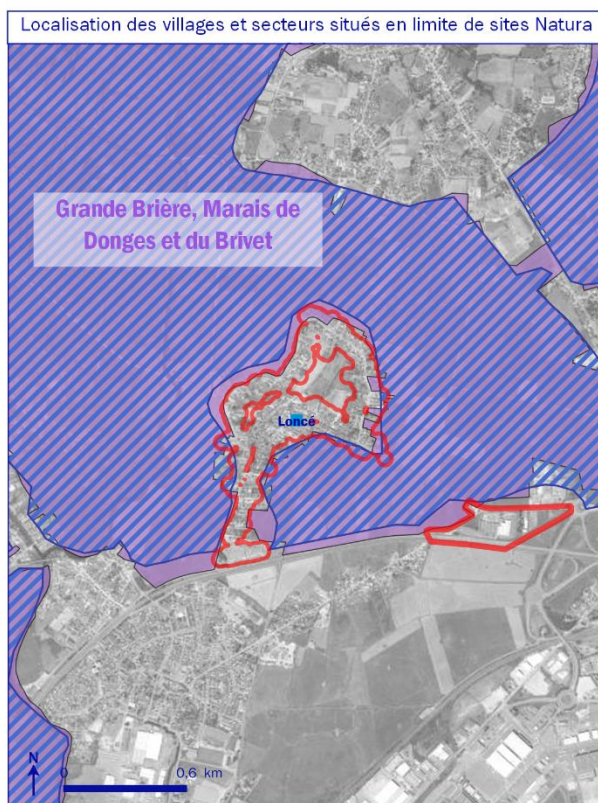 Localisation des villages et secteurs situés en limite de sites Natura
Grande Brière, Marais de
Donges et du Brivet
Loncé
N
0
0,6 km